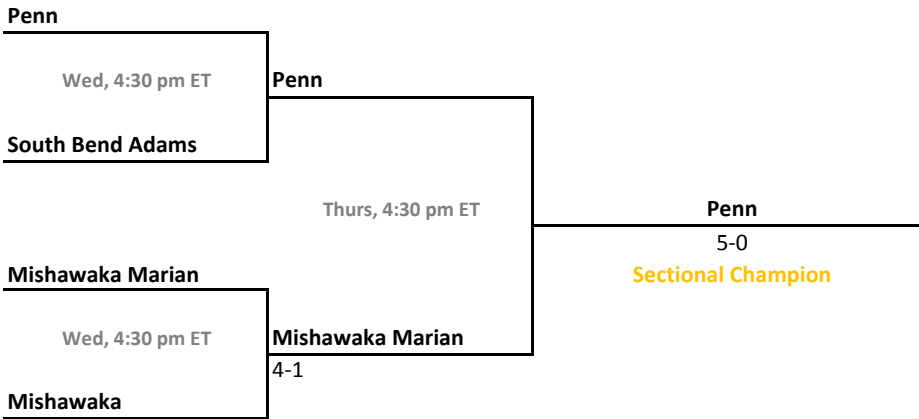 Penn
Wed, 4:30 pm ET
Penn
South Bend Adams
Thurs, 4:30 pm ET
Penn
5-0
Sectional Champion
Mishawaka Marian
Wed, 4:30 pm ET
Mishawaka Marian
4-1
Mishawaka